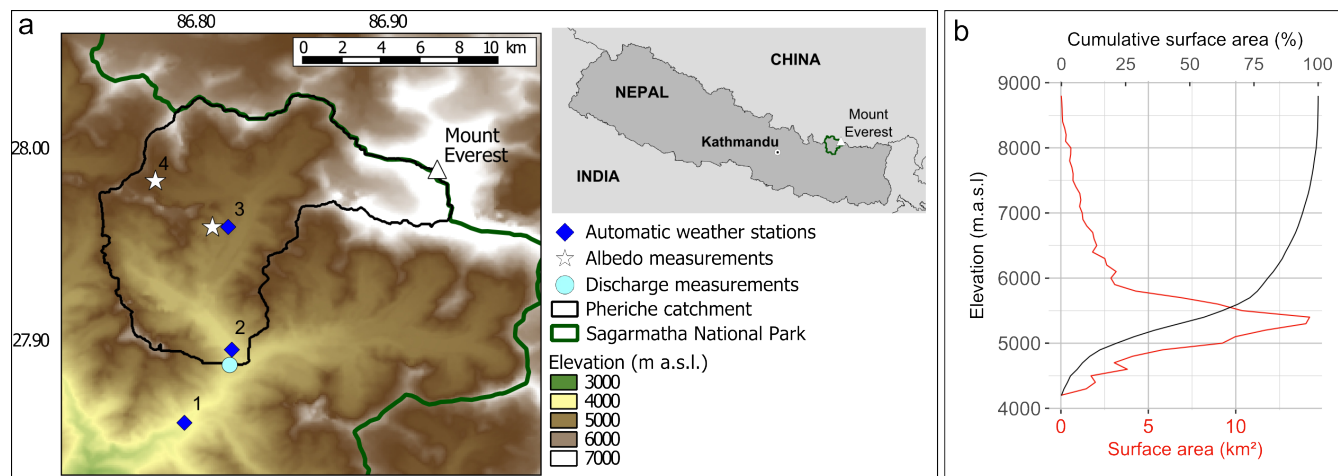 a
86.80 86.90
0 2 4 6 8 10 km
28.00
27.90
Mount
Everest
4
3
2
1
CHINA
NEPAL
Mount
Everest
Kathmandu
INDIA
Automatic weather stations
Albedo measurements
Discharge measurements
Pheriche catchment
Sagarmatha National Park
Elevation (m a.s.l.)
3000
4000
5000
6000
7000
b
Cumulative surface area (%)
0 25 50 75 100
Elevation (m.a.s.l)
9000
8000
7000
6000
5000
4000
0 5 10
Surface area (km²)